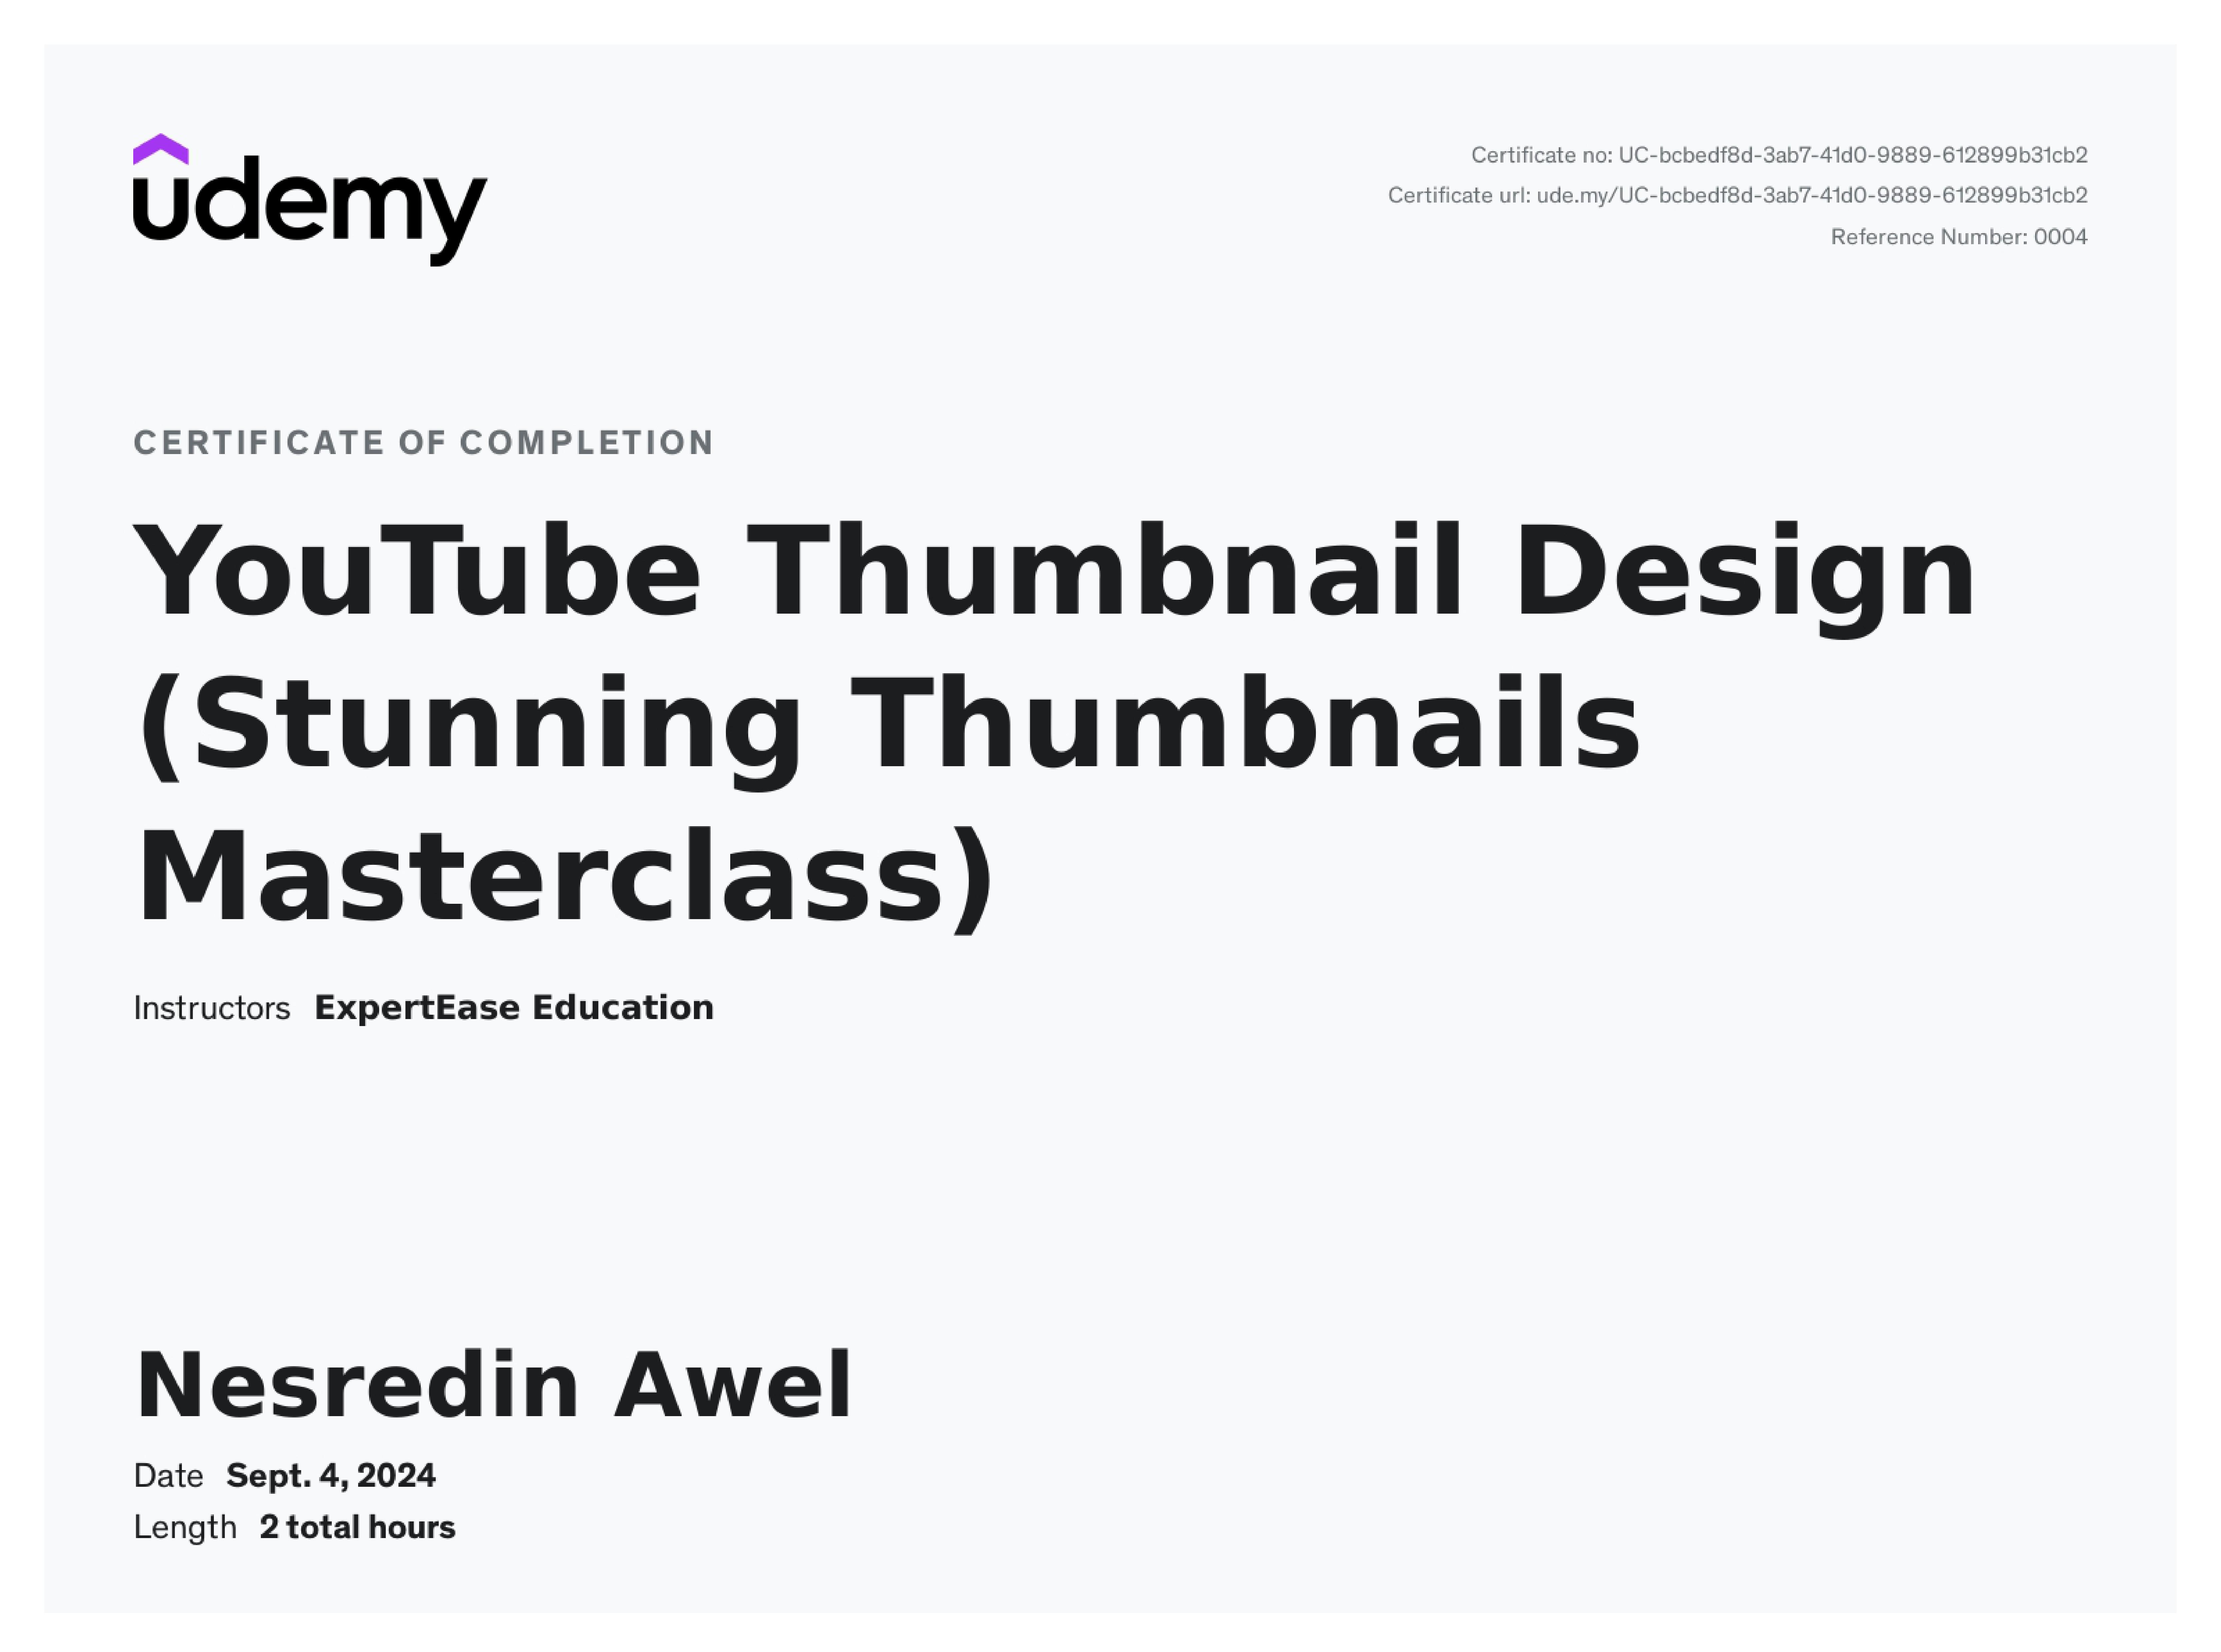 udemy
Certificate no: UC-bcbedf8d-3ab7-41d0-9889-612899b31cb2
Certificate url: ude.my/UC-bcbedf8d-3ab7-41d0-9889-612899b31cb2
Reference Number: 0004
CERTIFICATE OF COMPLETION
YouTube Thumbnail Design
(Stunning Thumbnails
Masterclass)
Instructors ExpertEase Education
Nesredin Awel
Date Sept. 4, 2024
Length 2 total hours